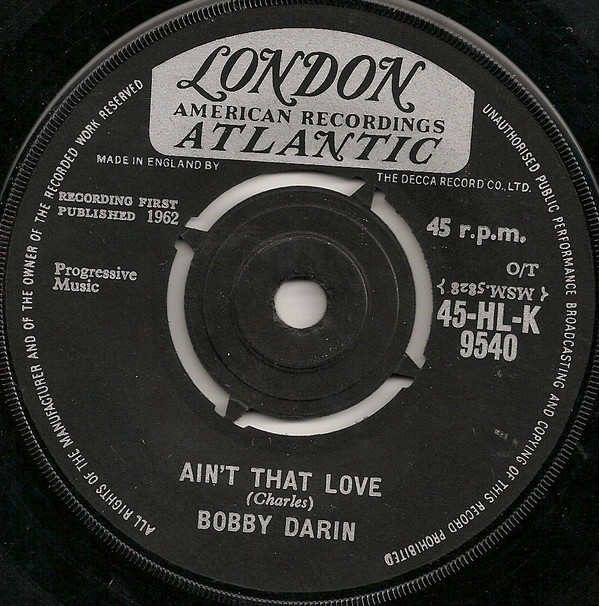 LONDON
AMERICAN RECORDINGS
ATLANTIC
MADE IN ENGLAND BY
THE DECCA RECORD CO., LTD.
RECORDING FIRST
PUBLISHED 1962
45 r.p.m.
Progressive
Music
O/T
{ MSM.5828 }
45-HL-K
9540
AIN'T THAT LOVE
(Charles)
BOBBY DARIN
ALL RIGHTS OF THE MANUFACTURER AND OF THE OWNER OF THE RECORDED WORK RESERVED
UNAUTHORISED PUBLIC PERFORMANCE BROADCASTING AND COPYING OF THIS RECORD PROHIBITED